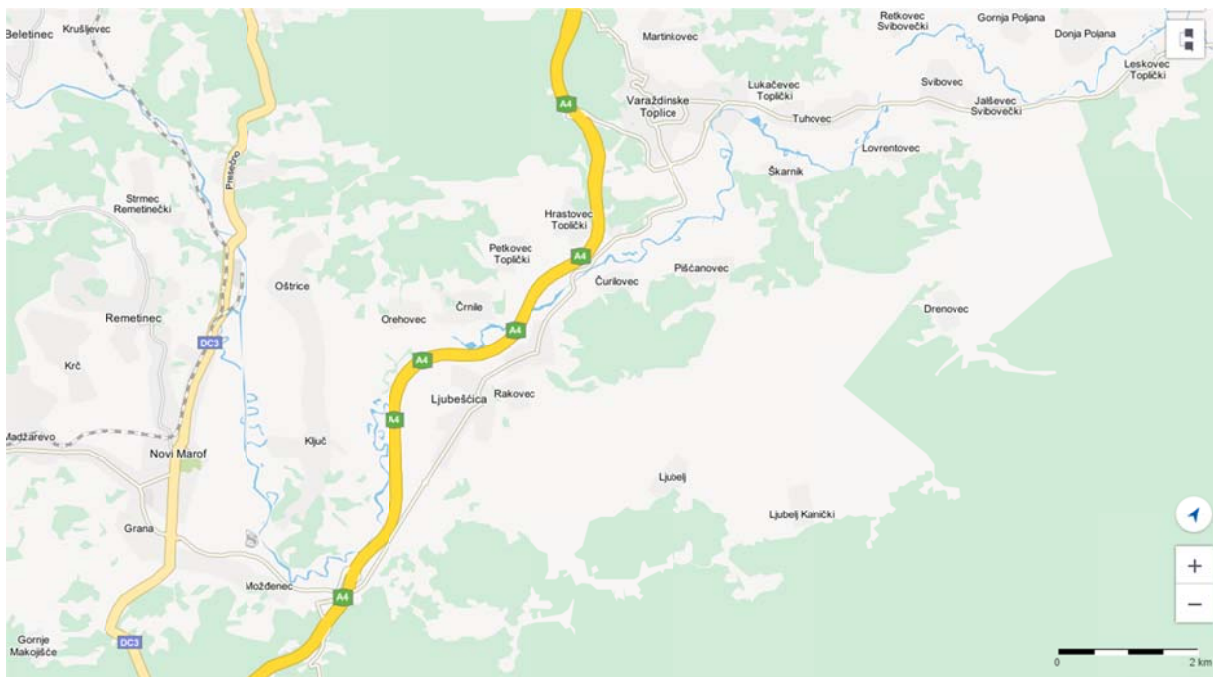 Retkovec
Svibovečki
Gornja Poljana
Donja Poljana
Beletinec
Krušljevec
Martinkovec
Leskovec
Toplički
Lukačevec
Toplički
Svibovec
Varaždinske
Toplice
Jalševec
Svibovečki
A4
Tuhovec
Lovrentovec
Presečno
Škarnik
Strmec
Remetinečki
Hrastovec
Toplički
Petkovec
Toplički
A4
Pišćanovec
Čurilovec
Oštrice
Črnile
Drenovec
Remetinec
Orehovec
A4
DC3
A4
Krč
Ljubešćica
Rakovec
A4
Madžarevo
Ključ
Novi Marof
Ljubelj
Ljubelj Kalnički
Grana
Možđenec
A4
+
−
Gornje
Makojišće
DC3
0
2 km